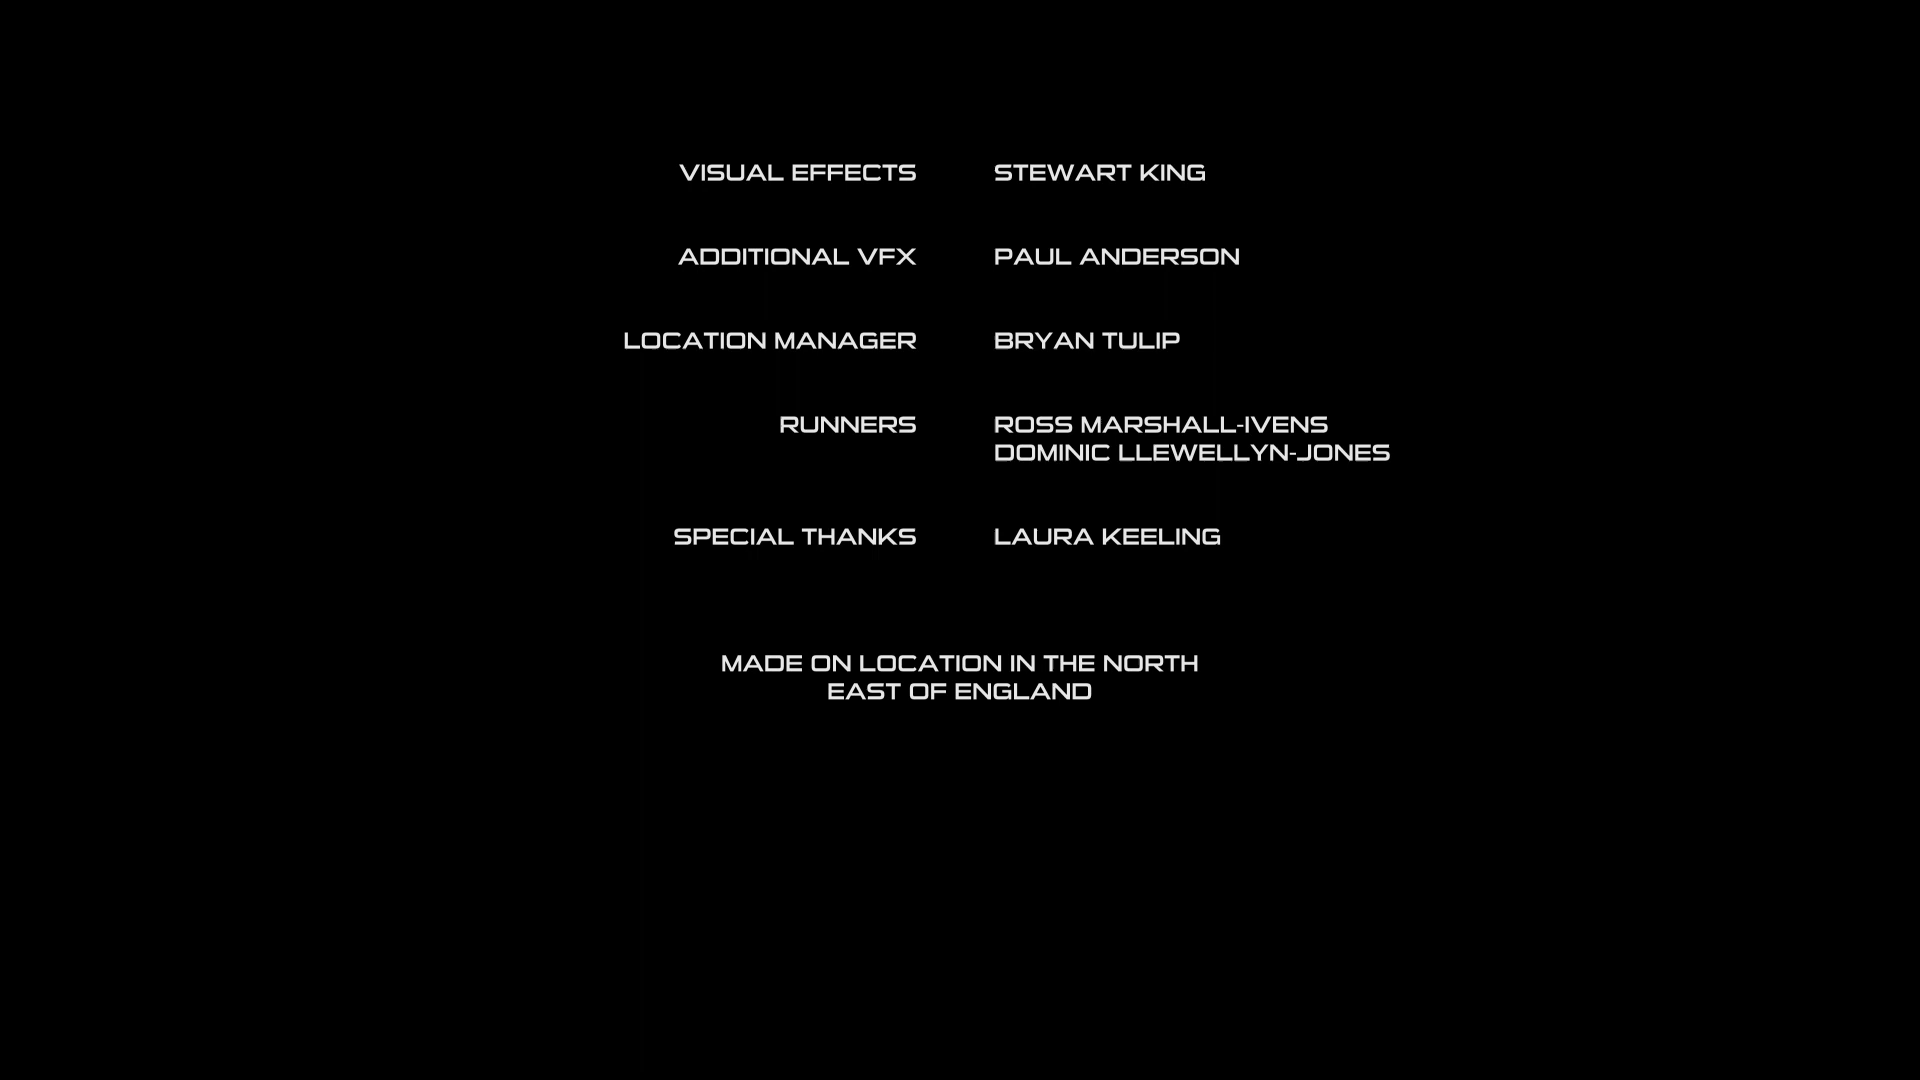 VISUAL EFFECTS STEWART KING
ADDITIONAL VFX PAUL ANDERSON
LOCATION MANAGER BRYAN TULIP
RUNNERS ROSS MARSHALL-IVENS
DOMINIC LLEWELLYN-JONES
SPECIAL THANKS LAURA KEELING
MADE ON LOCATION IN THE NORTH
EAST OF ENGLAND